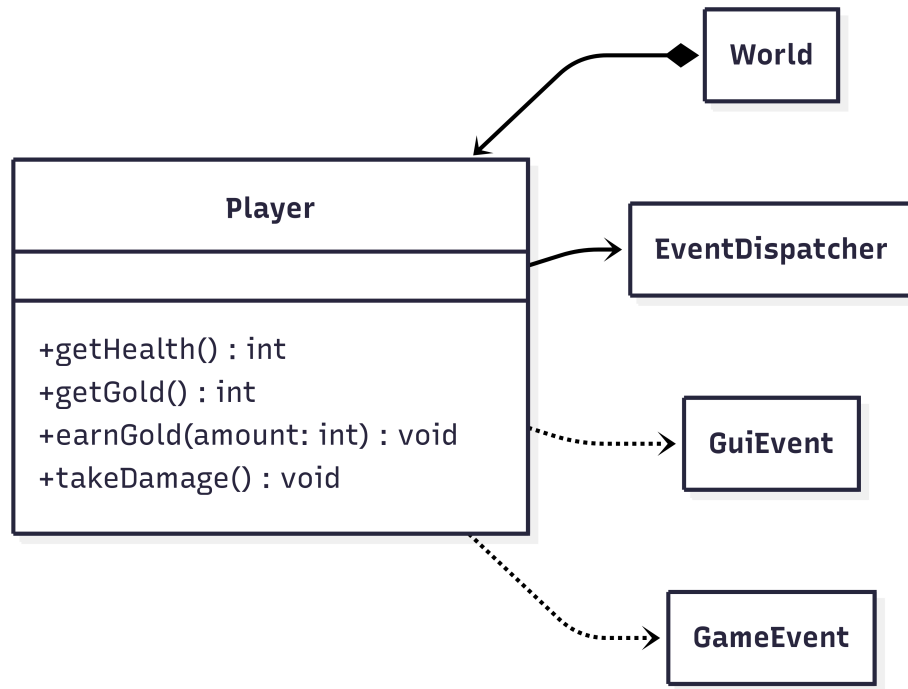 World
Player
EventDispatcher
+getHealth() : int
+getGold() : int
+earnGold(amount: int) : void
+takeDamage() : void
GuiEvent
GameEvent